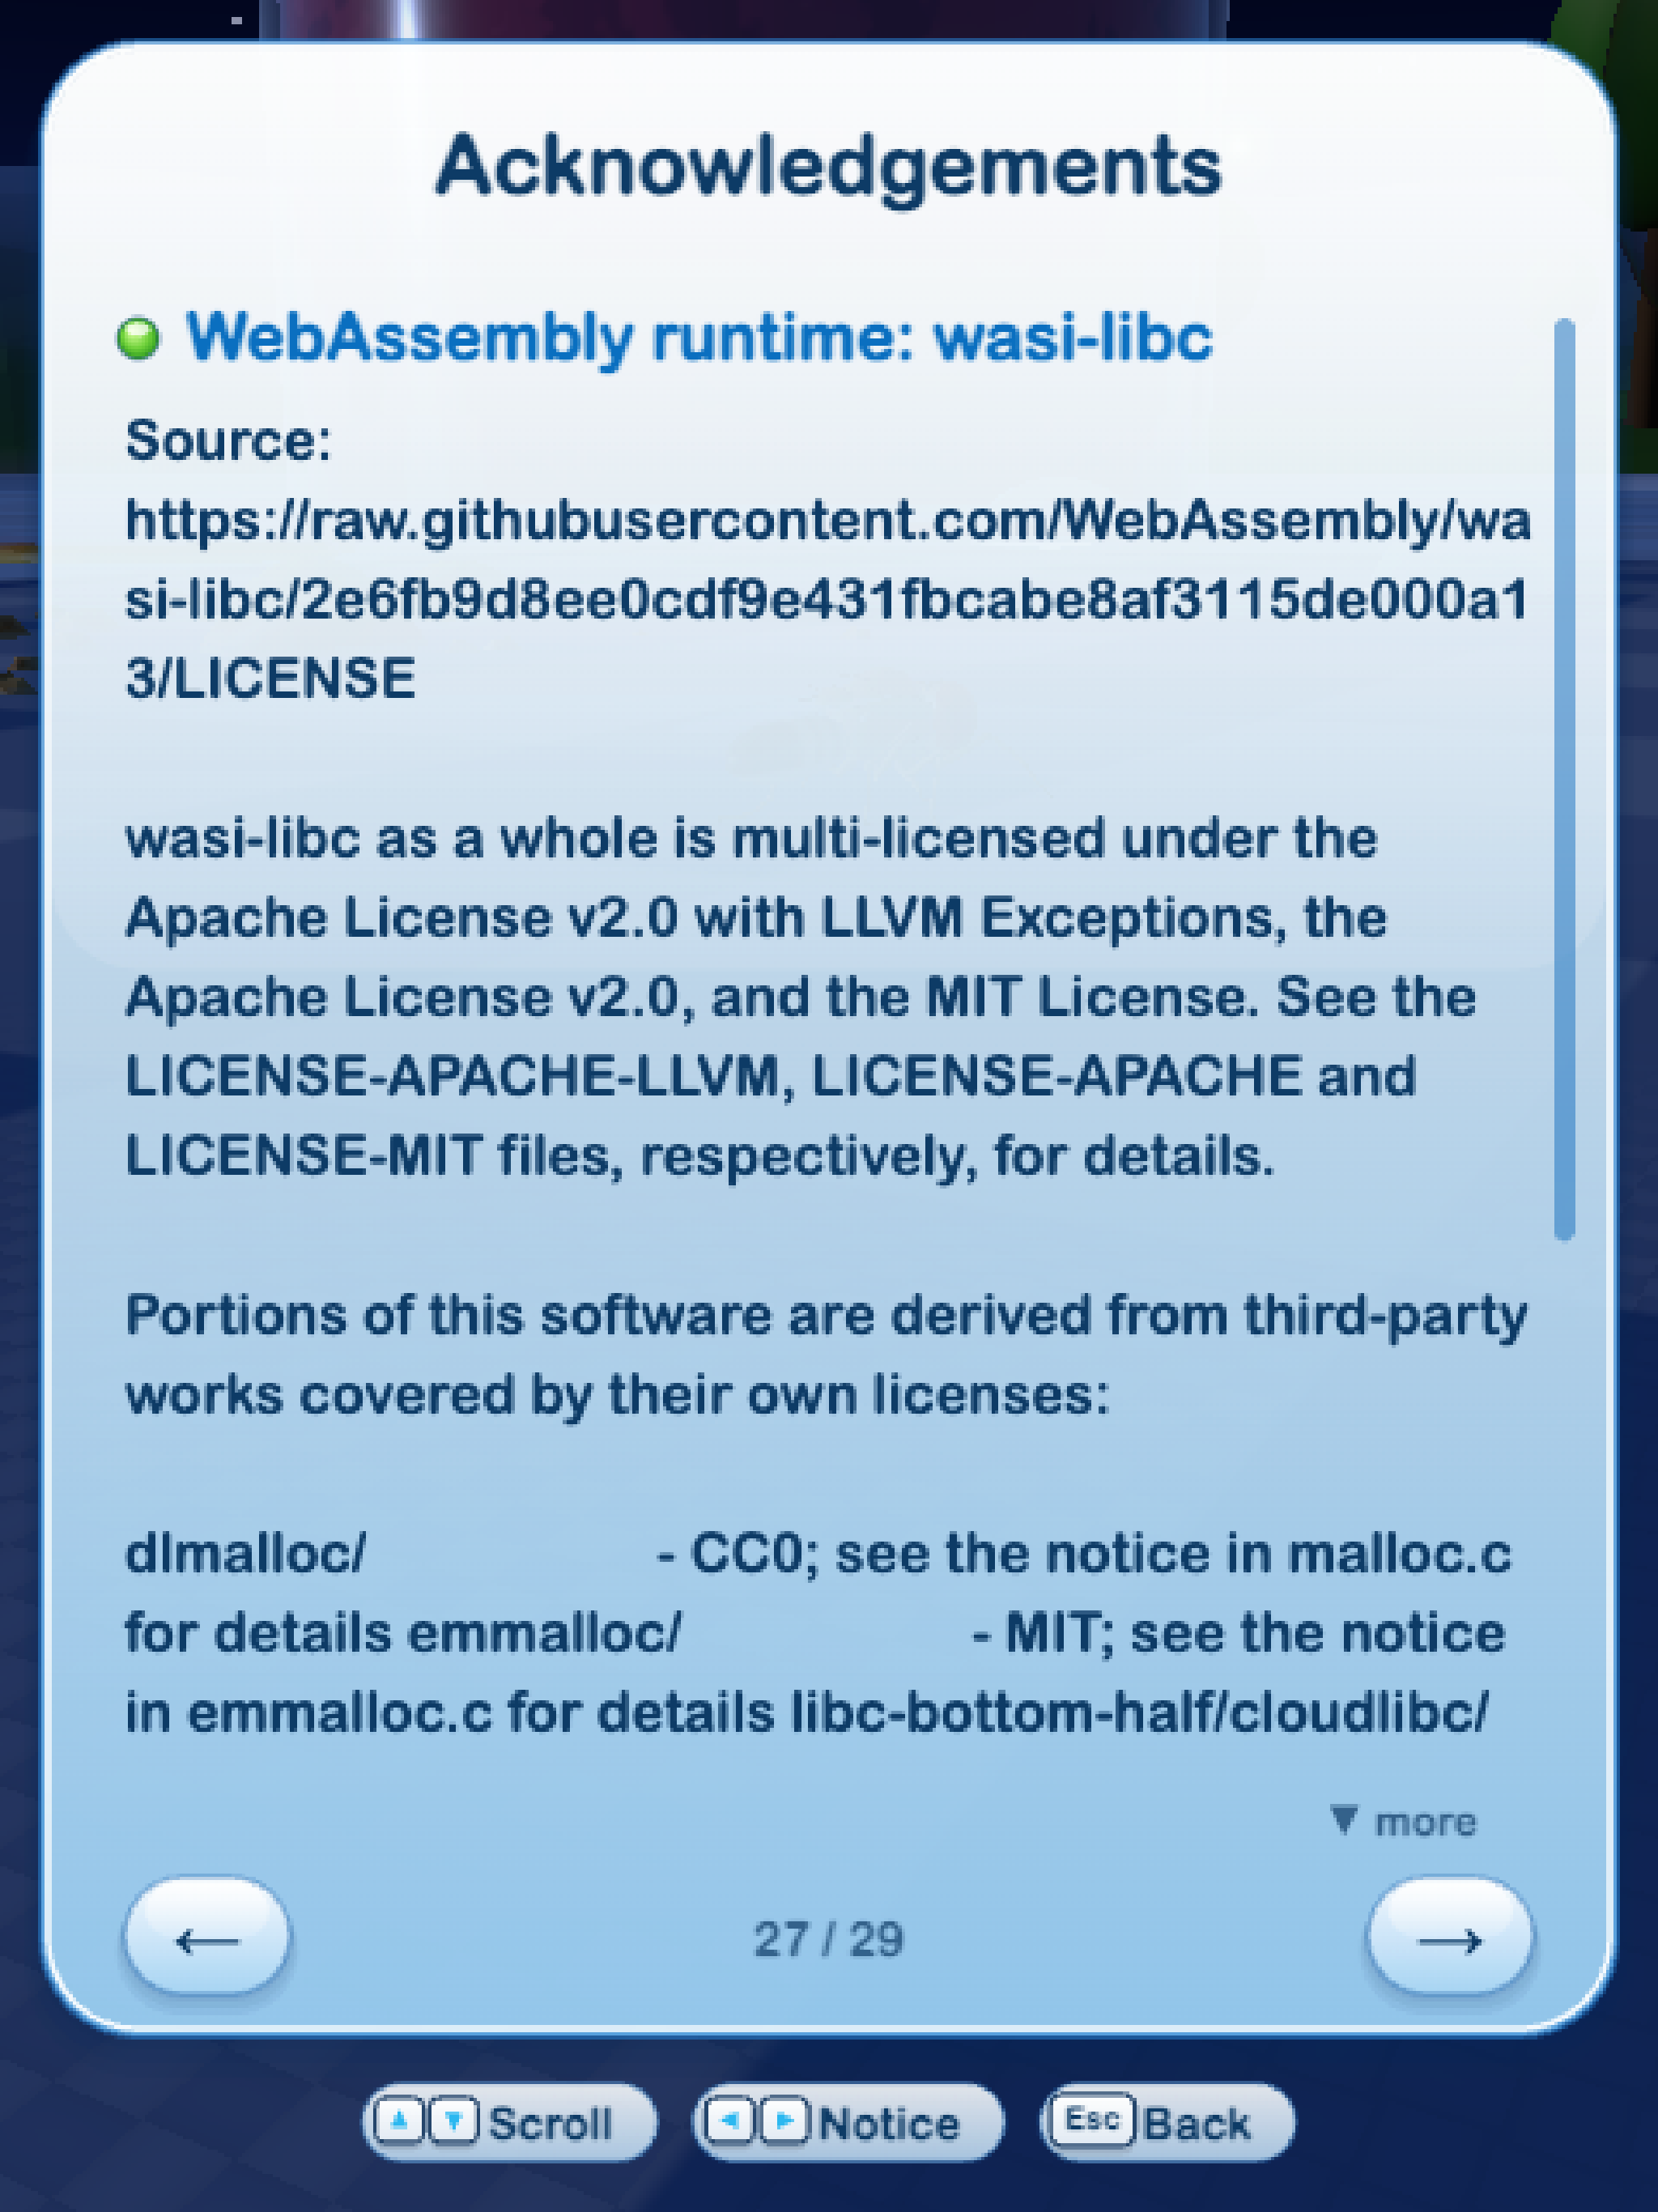 Acknowledgements
WebAssembly runtime: wasi-libc
Source:
https://raw.githubusercontent.com/WebAssembly/wa
si-libc/2e6fb9d8ee0cdf9e431fbcabe8af3115de000a1
3/LICENSE
wasi-libc as a whole is multi-licensed under the
Apache License v2.0 with LLVM Exceptions, the
Apache License v2.0, and the MIT License. See the
LICENSE-APACHE-LLVM, LICENSE-APACHE and
LICENSE-MIT files, respectively, for details.
Portions of this software are derived from third-party
works covered by their own licenses:
dlmalloc/ - CC0; see the notice in malloc.c
for details emmalloc/ - MIT; see the notice
in emmalloc.c for details libc-bottom-half/cloudlibc/
▼ more
← 27 / 29 →
▲ ▼ Scroll ◄ ► Notice Esc Back